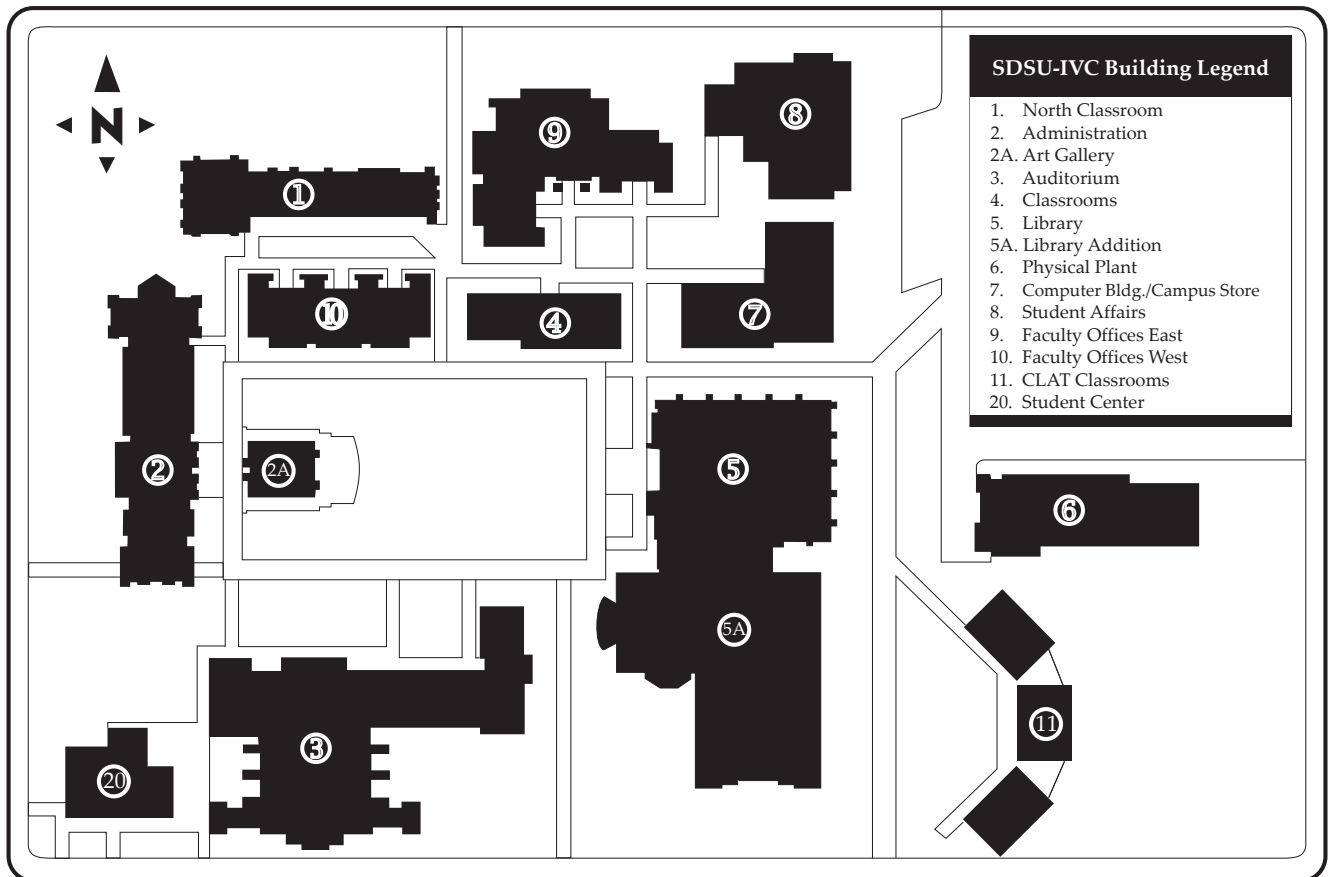 SDSU-IVC Building Legend
1. North Classroom
2. Administration
2A. Art Gallery
3. Auditorium
4. Classrooms
5. Library
5A. Library Addition
6. Physical Plant
7. Computer Bldg./Campus Store
8. Student Affairs
9. Faculty Offices East
10. Faculty Offices West
11. CLAT Classrooms
20. Student Center
N
8
9
1
10
4
7
2
2A
5
6
5A
3
11
20